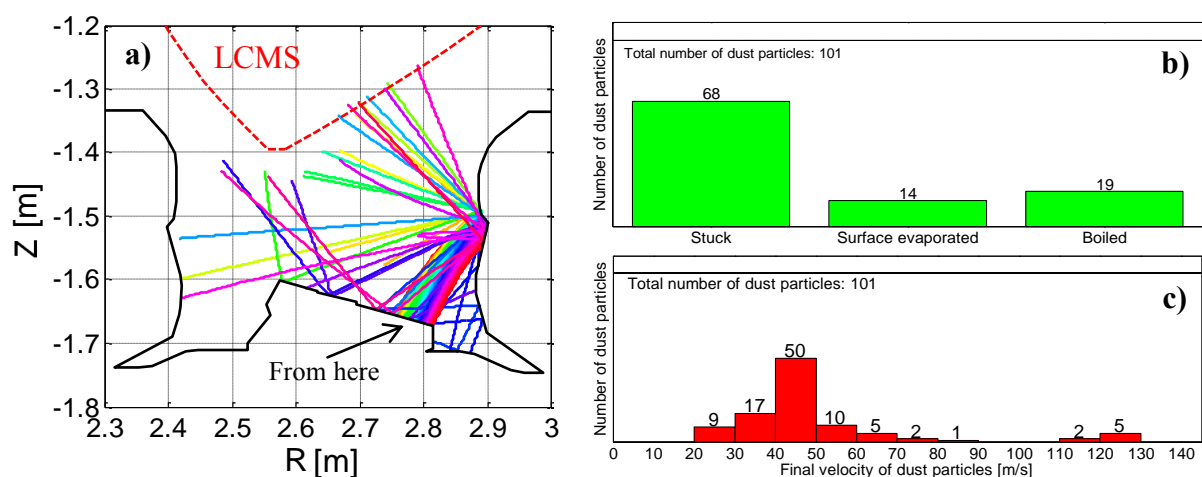 a)
LCMS
From here
-1.2
-1.3
-1.4
-1.5
-1.6
-1.7
-1.8
Z [m]
2.3 2.4 2.5 2.6 2.7 2.8 2.9 3
R [m]
b)
Total number of dust particles: 101
Number of dust particles
68
14
19
Stuck Surface evaporated Boiled
c)
Total number of dust particles: 101
Number of dust particles
9 17 50 10 5 2 1 2 5
0 10 20 30 40 50 60 70 80 90 100 110 120 130 140
Final velocity of dust particles [m/s]